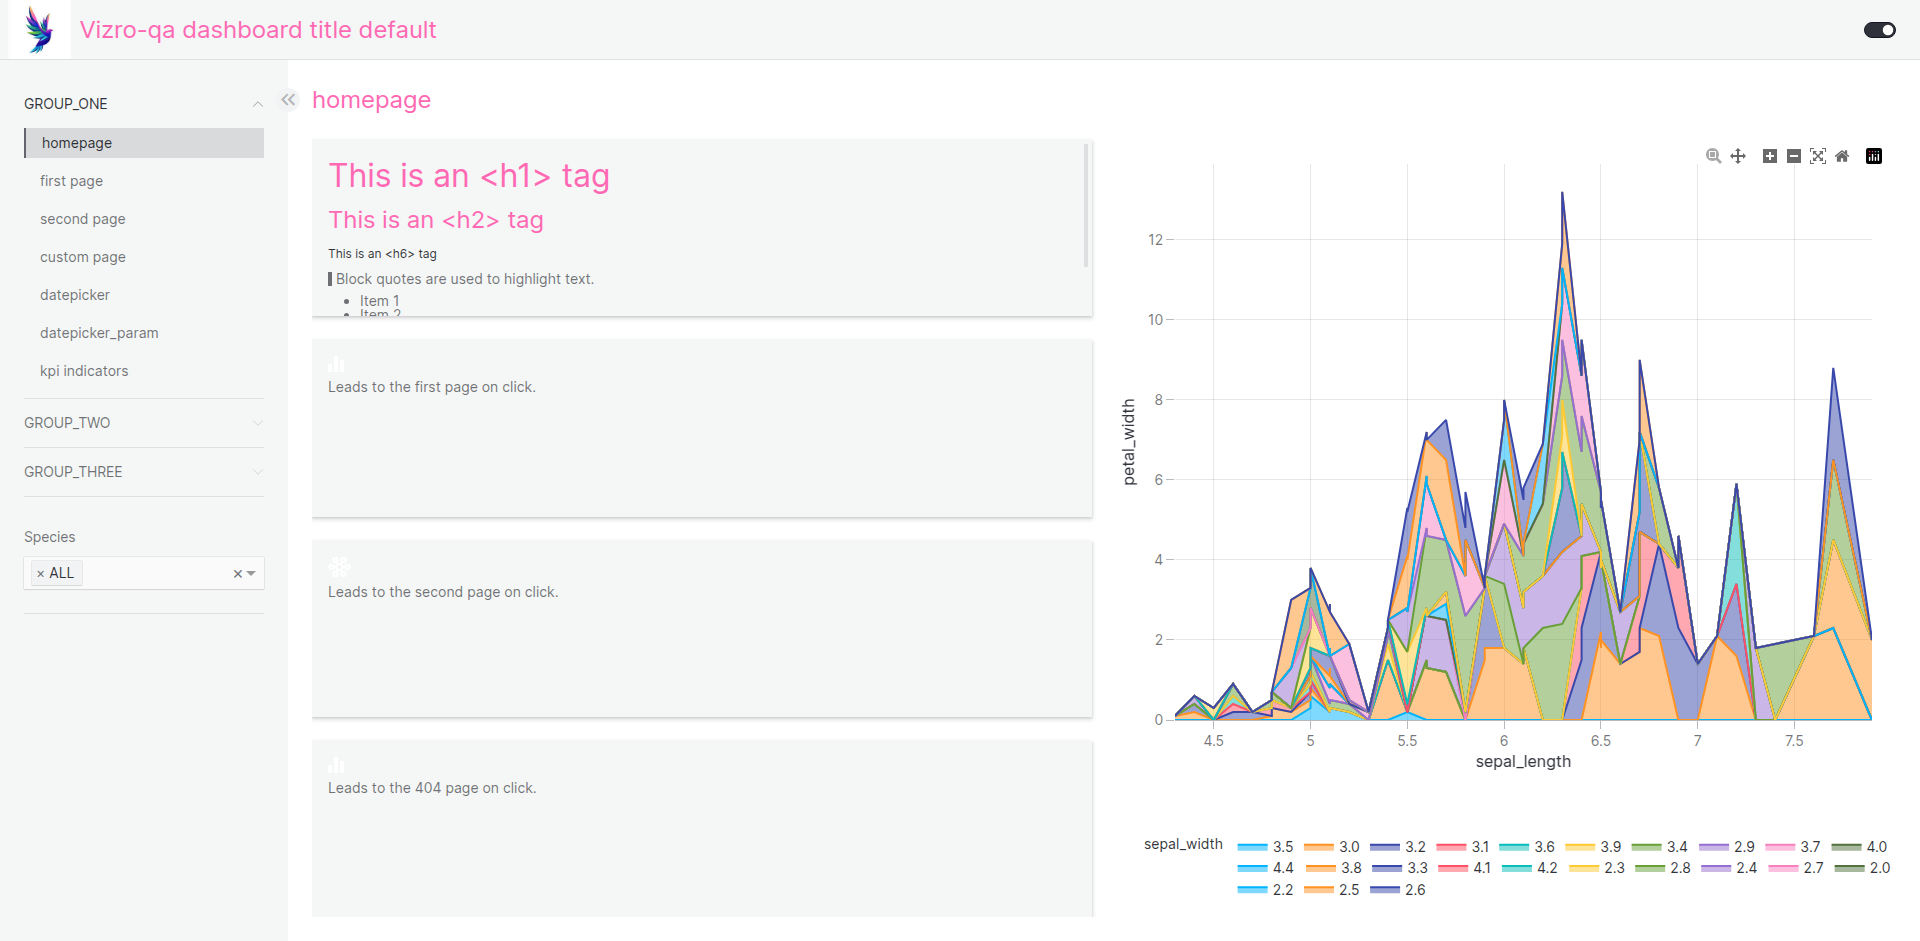 Vizro-qa dashboard title default
GROUP_ONE
homepage
first page
second page
custom page
datepicker
datepicker_param
kpi indicators
GROUP_TWO
GROUP_THREE
Species
× ALL
homepage
This is an <h1> tag
This is an <h2> tag
This is an <h6> tag
Block quotes are used to highlight text.
• Item 1
• Item 2
Leads to the first page on click.
Leads to the second page on click.
Leads to the 404 page on click.
petal_width
12
10
8
6
4
2
0
4.5 5 5.5 6 6.5 7 7.5
sepal_length
sepal_width 3.5 3.0 3.2 3.1 3.6 3.9 3.4 2.9 3.7 4.0
4.4 3.8 3.3 4.1 4.2 2.3 2.8 2.4 2.7 2.0
2.2 2.5 2.6